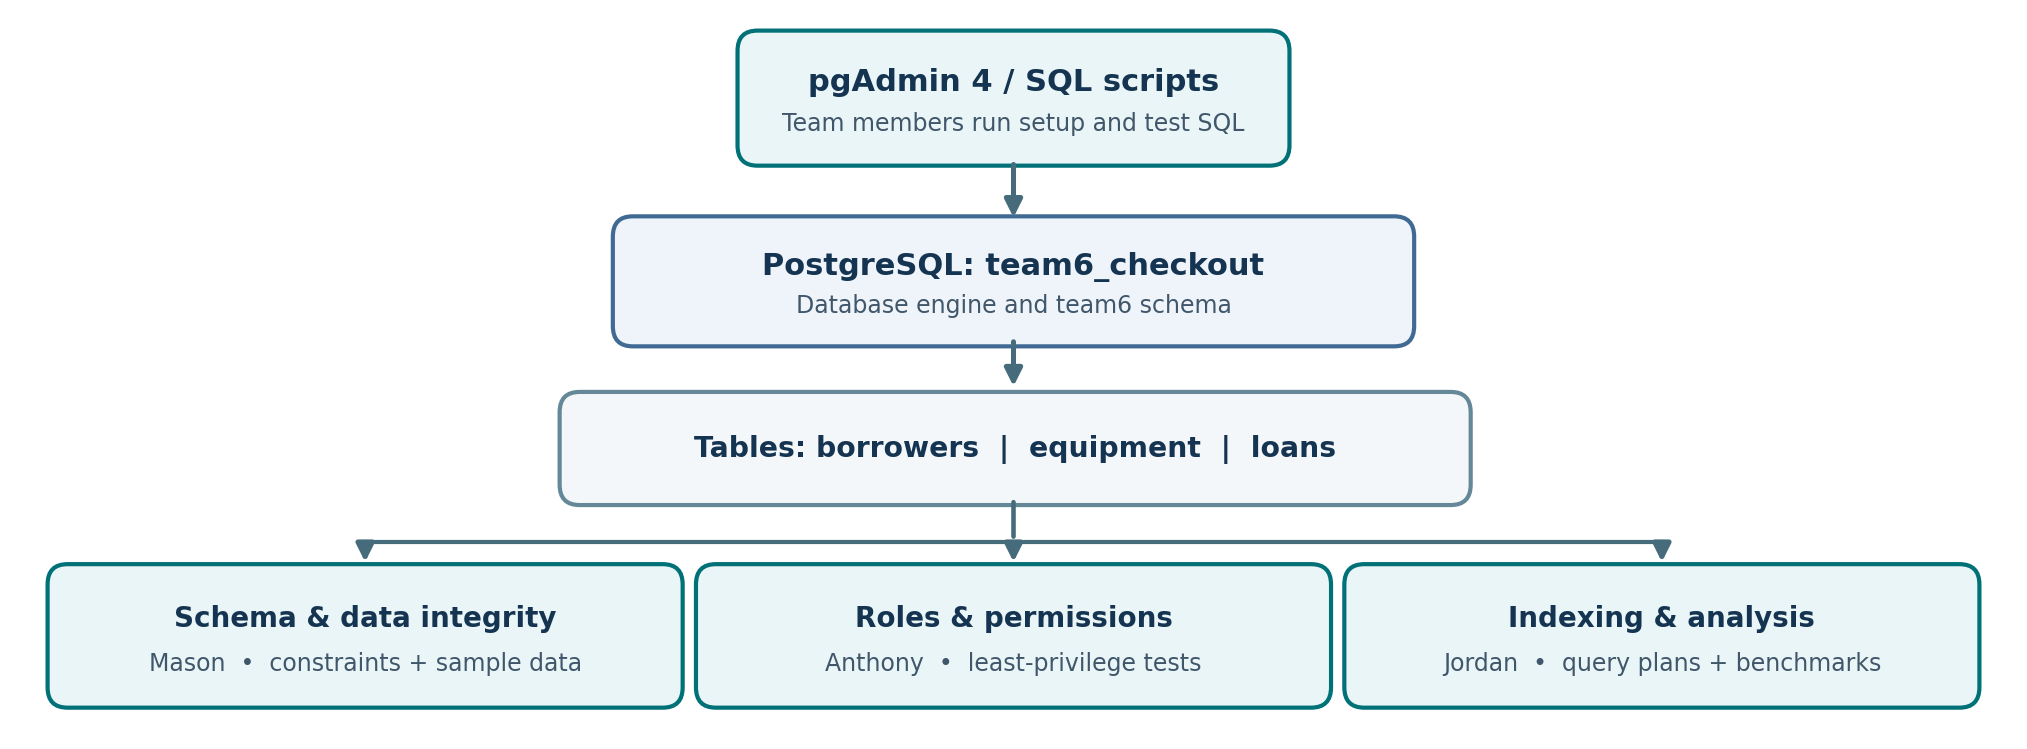 pgAdmin 4 / SQL scripts
Team members run setup and test SQL
PostgreSQL: team6_checkout
Database engine and team6 schema
Tables: borrowers | equipment | loans
Schema & data integrity
Mason • constraints + sample data
Roles & permissions
Anthony • least-privilege tests
Indexing & analysis
Jordan • query plans + benchmarks